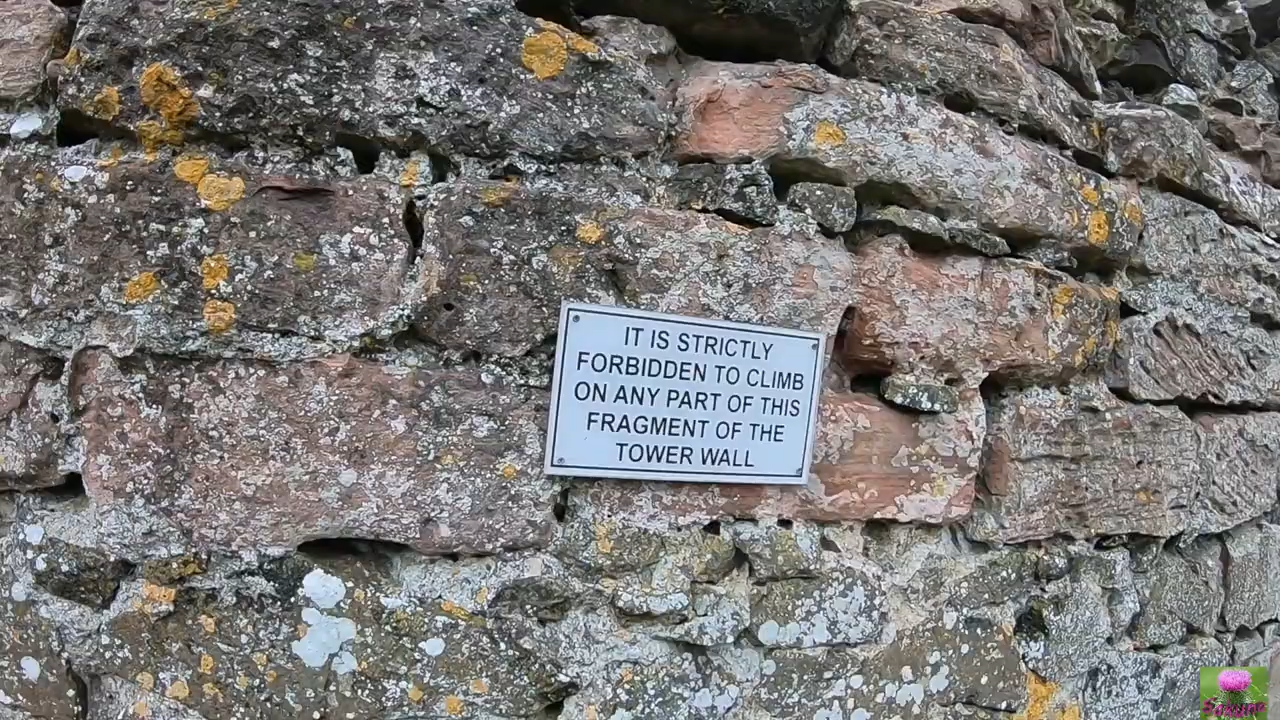 IT IS STRICTLY
FORBIDDEN TO CLIMB
ON ANY PART OF THIS
FRAGMENT OF THE
TOWER WALL